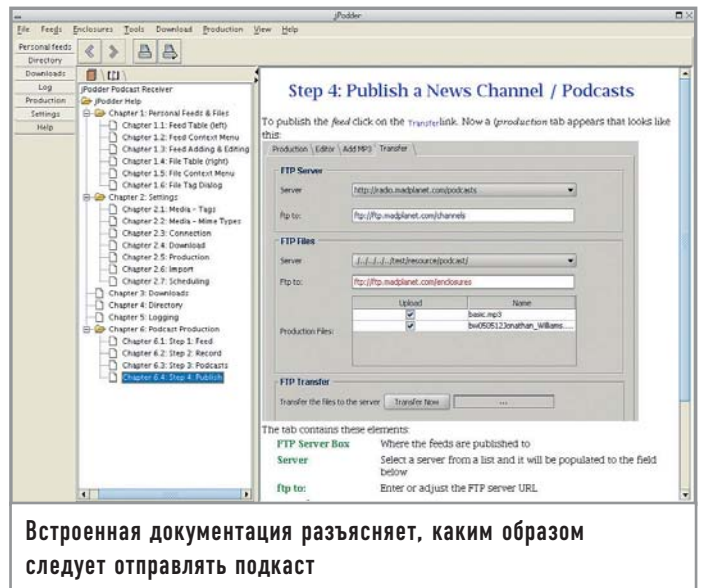 jPodder
File Feeds Enclosures Tools Download Production View Help
Personal feeds
Directory
Downloads
Log
Production
Settings
Help
jPodder Podcast Receiver
jPodder Help
Chapter 1: Personal Feeds & Files
Chapter 1.1: Feed Table (left)
Chapter 1.2: Feed Context Menu
Chapter 1.3: Feed Adding & Editing
Chapter 1.4: File Table (right)
Chapter 1.5: File Context Menu
Chapter 1.6: File Tag Dialog
Chapter 2: Settings
Chapter 2.1: Media - Tags
Chapter 2.2: Media - Mime Types
Chapter 2.3: Connection
Chapter 2.4: Download
Chapter 2.5: Production
Chapter 2.6: Import
Chapter 2.7: Scheduling
Chapter 3: Downloads
Chapter 4: Directory
Chapter 5: Logging
Chapter 6: Podcast Production
Chapter 6.1: Step 1: Feed
Chapter 6.2: Step 2: Record
Chapter 6.3: Step 3: Podcasts
Chapter 6.4: Step 4: Publish
Step 4: Publish a News Channel / Podcasts
To publish the feed click on the Transferlink. Now a (production tab appears that looks like
this:
Production Editor Add MP3 Transfer
FTP Server
Server http://radio.madplanet.com/podcasts
ftp to: ftp://ftp.madplanet.com/channels
FTP Files
Server /../../../../test/resource/podcast/
Ftp to: ftp://ftp.madplanet.com/enclosures
Upload Name
basic.mp3
Production Files: bw050512Jonathan_Williams....
FTP Transfer
Transfer the files to the server Transfer Now ...
The tab contains these elements:
FTP Server Box Where the feeds are published to
Server Select a server from a list and it will be populated to the field
below
ftp to: Enter or adjust the FTP server URL
Встроенная документация разъясняет, каким образом
следует отправлять подкаст